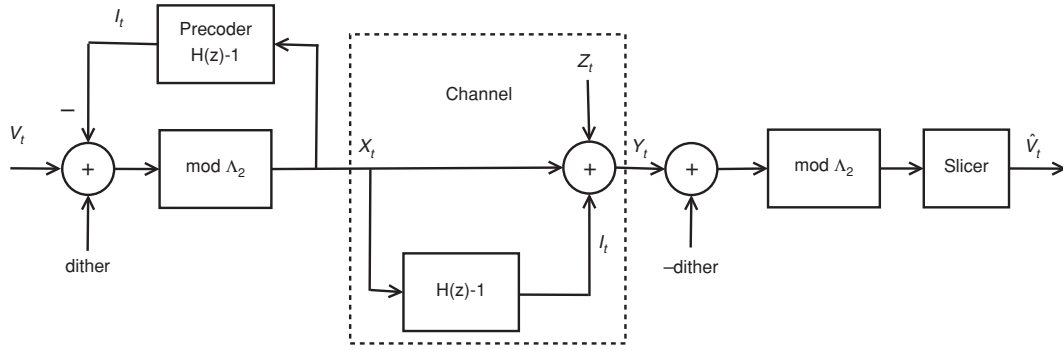 I_t
Precoder
H(z)-1
Z_t
Channel
–
V_t
+
mod Λ_2
X_t
+
Y_t
+
mod Λ_2
Slicer
V̂_t
I_t
dither
H(z)-1
–dither